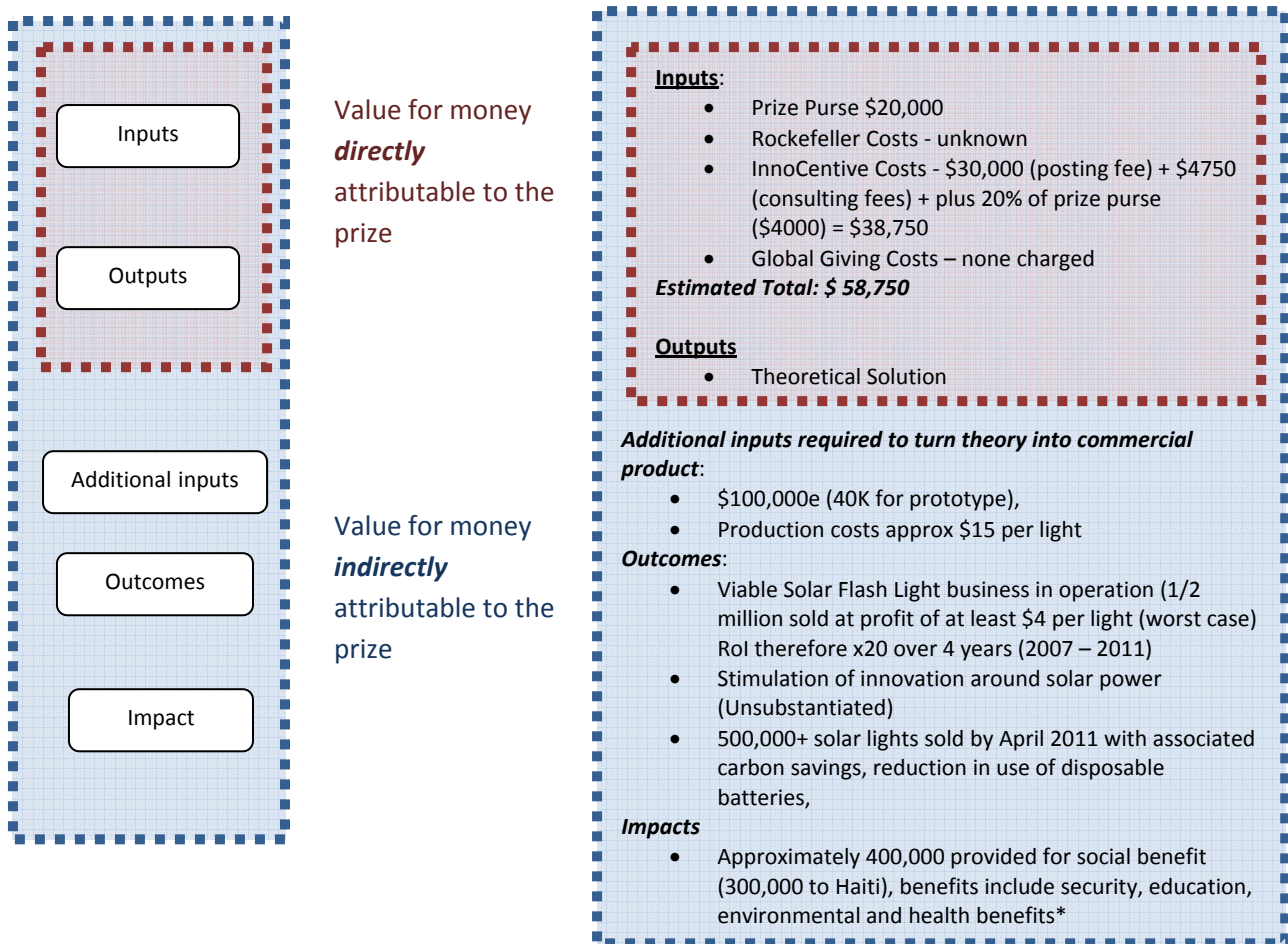 Inputs
Outputs
Additional inputs
Outcomes
Impact
Value for money
directly
attributable to the
prize
Value for money
indirectly
attributable to the
prize
Inputs:
• Prize Purse $20,000
• Rockefeller Costs - unknown
• InnoCentive Costs - $30,000 (posting fee) + $4750
(consulting fees) + plus 20% of prize purse
($4000) = $38,750
• Global Giving Costs – none charged
Estimated Total: $ 58,750
Outputs
• Theoretical Solution
Additional inputs required to turn theory into commercial
product:
• $100,000e (40K for prototype),
• Production costs approx $15 per light
Outcomes:
• Viable Solar Flash Light business in operation (1/2
million sold at profit of at least $4 per light (worst case)
RoI therefore x20 over 4 years (2007 – 2011)
• Stimulation of innovation around solar power
(Unsubstantiated)
• 500,000+ solar lights sold by April 2011 with associated
carbon savings, reduction in use of disposable
batteries,
Impacts
• Approximately 400,000 provided for social benefit
(300,000 to Haiti), benefits include security, education,
environmental and health benefits*